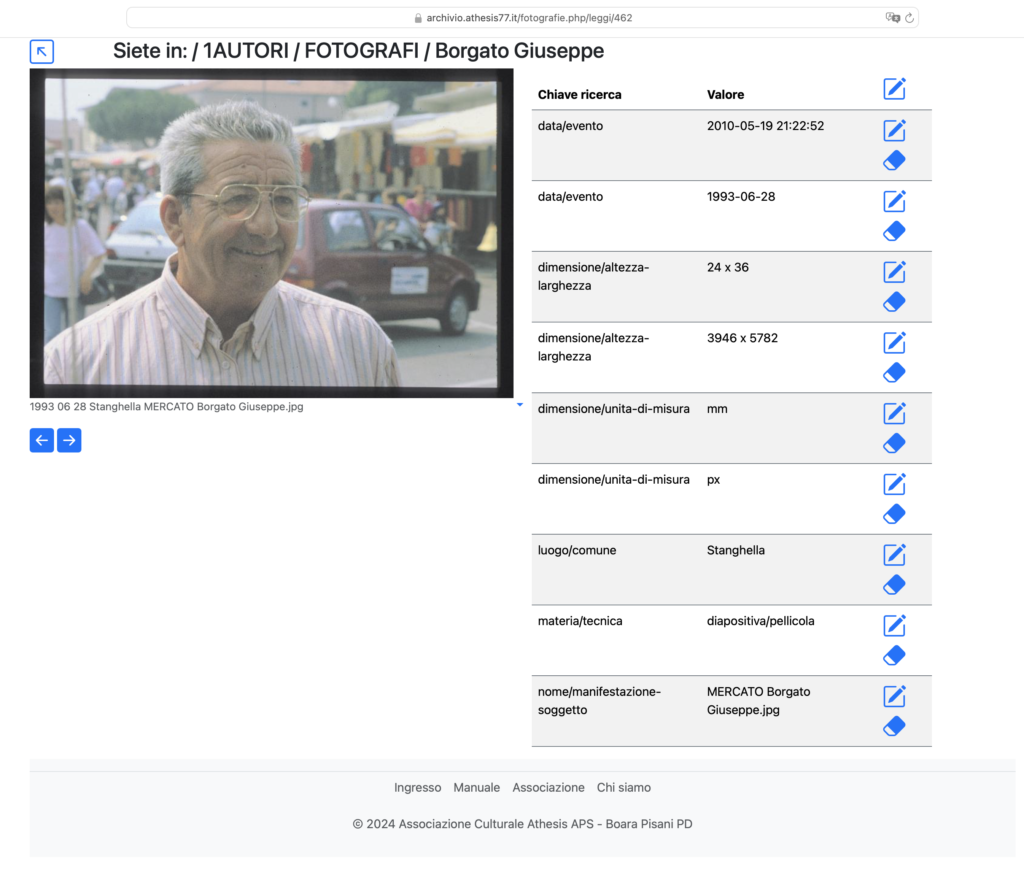 archivio.athesis77.it/fotografie.php/leggi/462
Siete in: / 1AUTORI / FOTOGRAFI / Borgato Giuseppe
1993 06 28 Stanghella MERCATO Borgato Giuseppe.jpg
Chiave ricerca Valore
data/evento 2010-05-19 21:22:52
data/evento 1993-06-28
dimensione/altezza- 24 x 36
larghezza
dimensione/altezza- 3946 x 5782
larghezza
dimensione/unita-di-misura mm
dimensione/unita-di-misura px
luogo/comune Stanghella
materia/tecnica diapositiva/pellicola
nome/manifestazione- MERCATO Borgato
soggetto Giuseppe.jpg
Ingresso Manuale Associazione Chi siamo
© 2024 Associazione Culturale Athesis APS - Boara Pisani PD